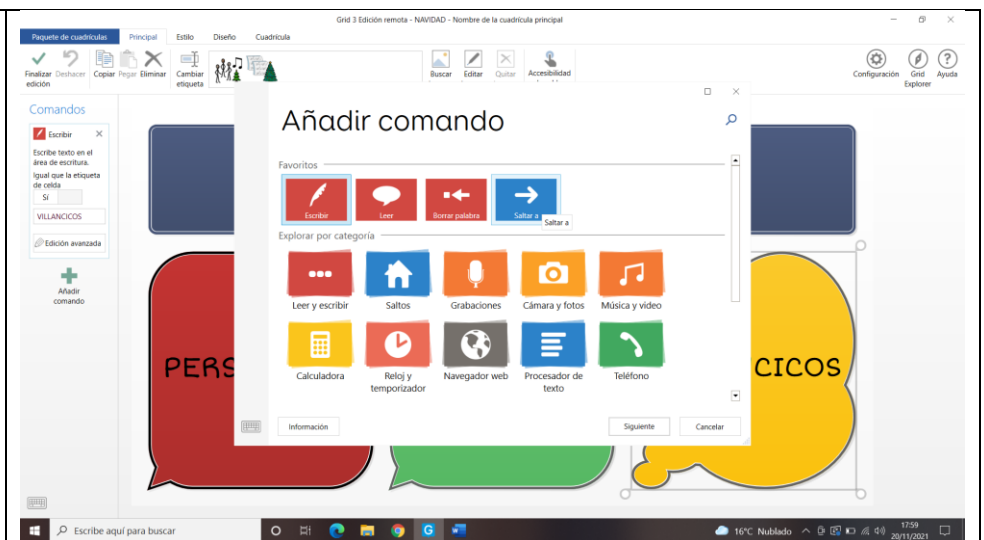 Grid 3 Edición remota - NAVIDAD - Nombre de la cuadrícula principal
Paquete de cuadrículas Principal Estilo Diseño Cuadrícula
Finalizar edición
Deshacer
Copiar
Pegar
Eliminar
Cambiar etiqueta
Buscar
Editar
Quitar
Accesibilidad
Configuración
Grid Explorer
Ayuda
Comandos
Escribir
Escribe texto en el
área de escritura.
Igual que la etiqueta
de celda
Sí
VILLANCICOS
Edición avanzada
Añadir
comando
PERS
CICOS
Añadir comando
Favoritos
Escribir Leer Borrar palabra Saltar a
Saltar a
Explorar por categoría
Leer y escribir Saltos Grabaciones Cámara y fotos Música y video
Calculadora
Reloj y
temporizador
Navegador web
Procesador de
texto
Teléfono
Información Siguiente Cancelar
Escribe aquí para buscar
16°C Nublado
17:59
20/11/2021